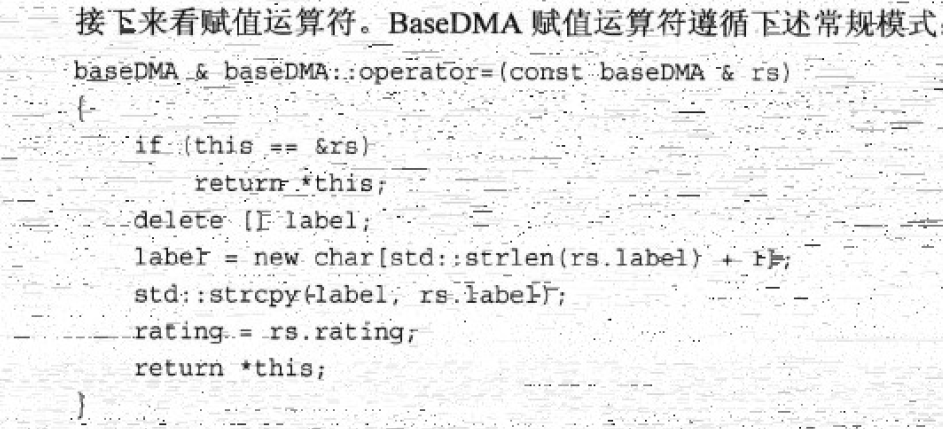 接下来看赋值运算符。BaseDMA 赋值运算符遵循下述常规模式:
baseDMA & baseDMA::operator=(const baseDMA & rs)
{
if (this == &rs)
return *this;
delete [] label;
label = new char[std::strlen(rs.label) + 1];
std::strcpy(label, rs.label);
rating = rs.rating;
return *this;
}